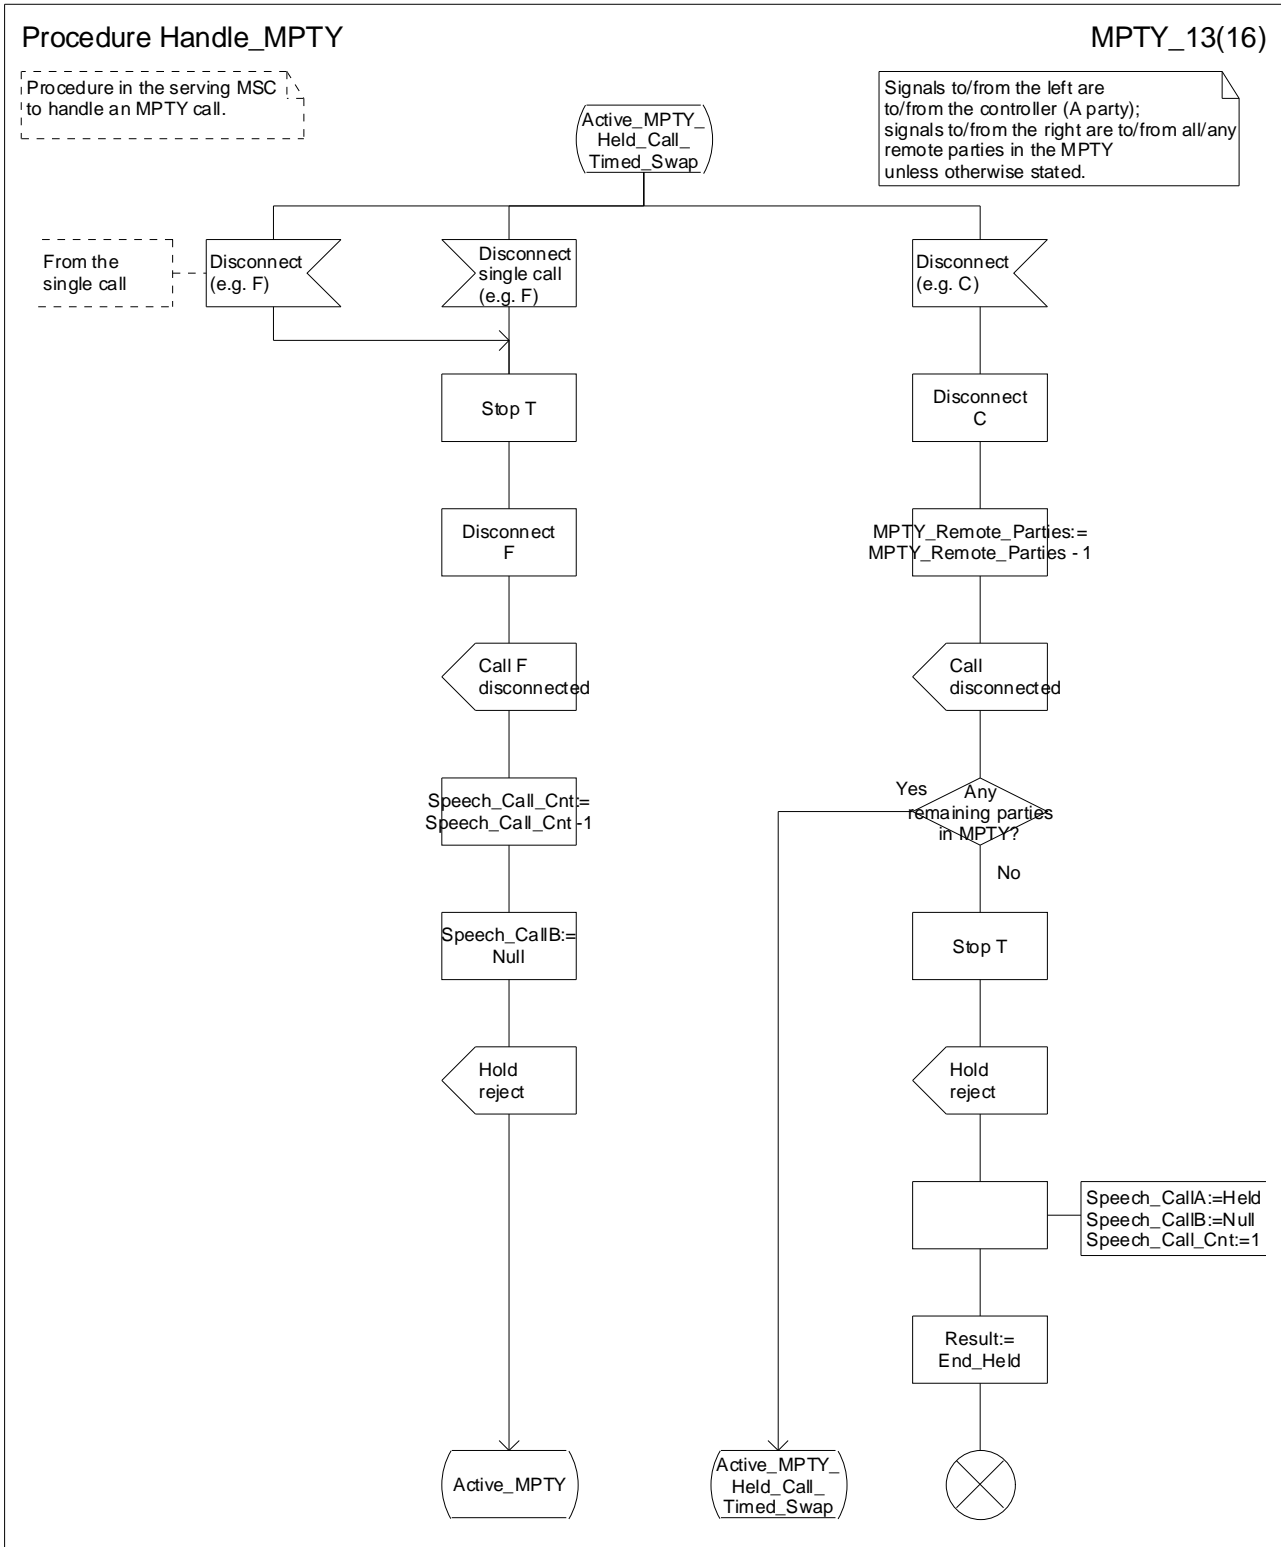 Procedure Handle_MPTY
MPTY_13(16)
Procedure in the serving MSC
to handle an MPTY call.
Signals to/from the left are
to/from the controller (A party);
signals to/from the right are to/from all/any
remote parties in the MPTY
unless otherwise stated.
Active_MPTY_
Held_Call_
Timed_Swap
From the
single call
Disconnect
(e.g. F)
Disconnect
single call
(e.g. F)
Disconnect
(e.g. C)
Stop T
Disconnect
C
Disconnect
F
MPTY_Remote_Parties:=
MPTY_Remote_Parties - 1
Call F
disconnected
Call
disconnected
Speech_Call_Cnt:=
Speech_Call_Cnt -1
Yes
Any
remaining parties
in MPTY?
No
Speech_CallB:=
Null
Stop T
Hold
reject
Hold
reject
Speech_CallA:=Held
Speech_CallB:=Null
Speech_Call_Cnt:=1
Result:=
End_Held
Active_MPTY
Active_MPTY_
Held_Call_
Timed_Swap